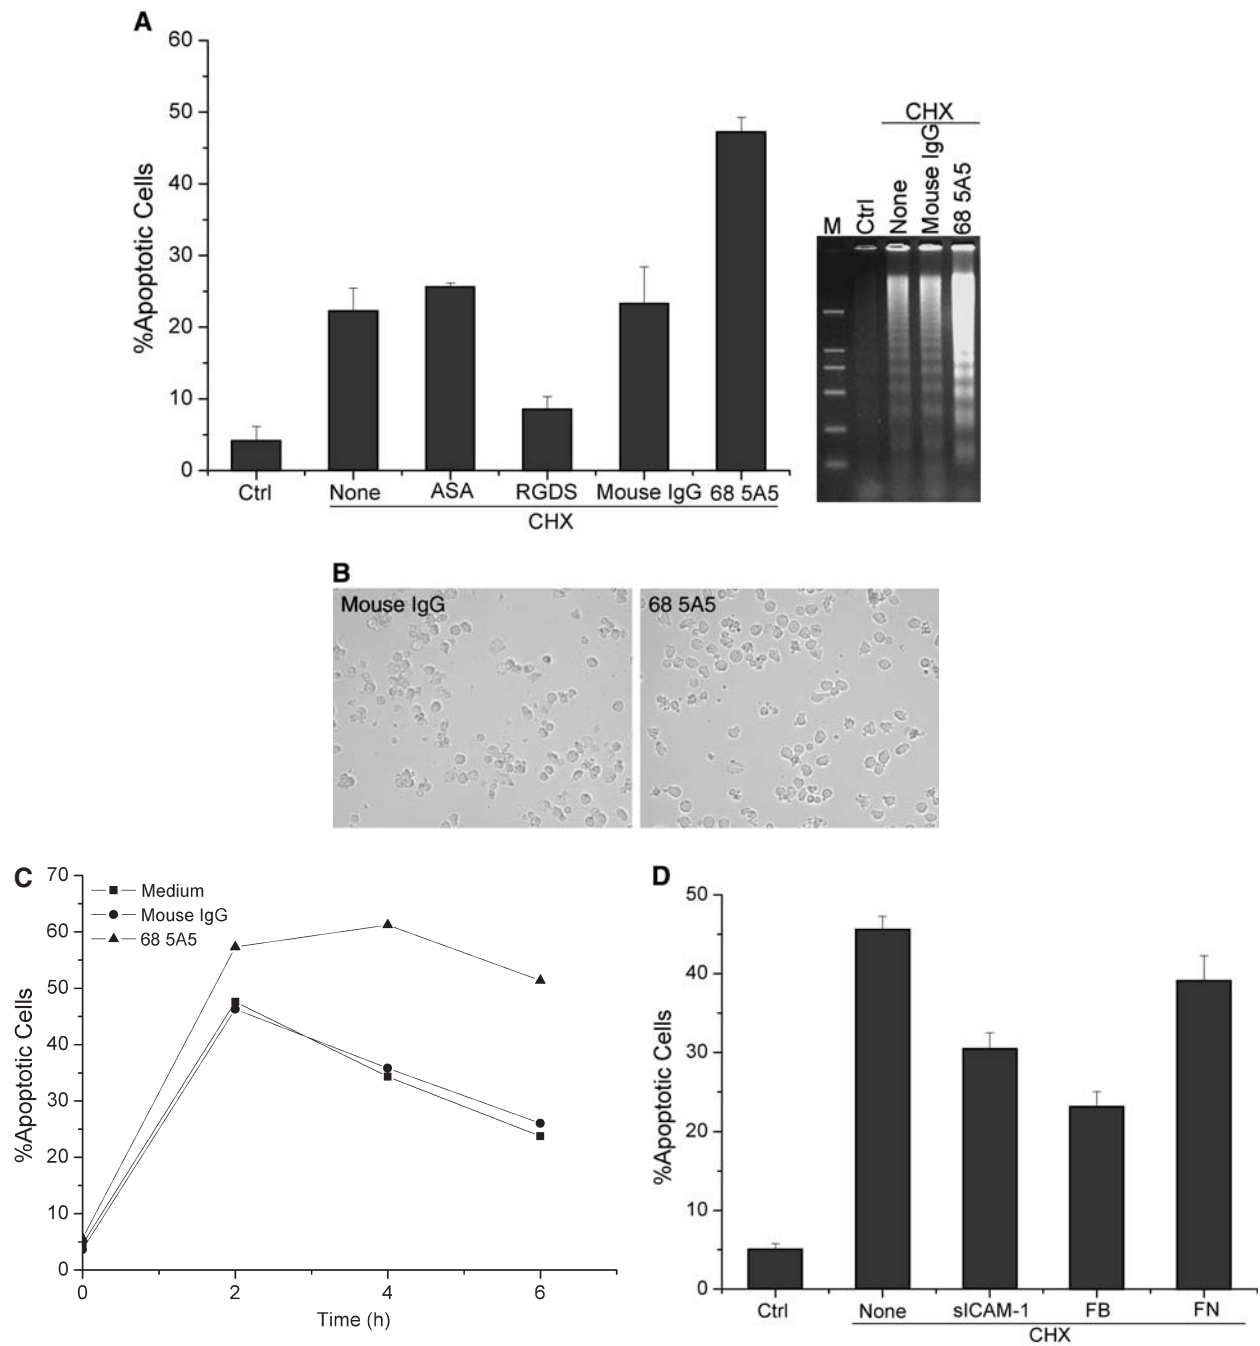 A
60
50
40
30
20
10
0
%Apoptotic Cells
Ctrl
None
ASA
RGDS
Mouse IgG
68 5A5
CHX
CHX
M
Ctrl
None
Mouse IgG
68 5A5
B
Mouse IgG
68 5A5
C
70
60
50
40
30
20
10
0
%Apoptotic Cells
Medium
Mouse IgG
68 5A5
0
2
4
6
Time (h)
D
50
40
30
20
10
0
%Apoptotic Cells
Ctrl
None
sICAM-1
FB
FN
CHX